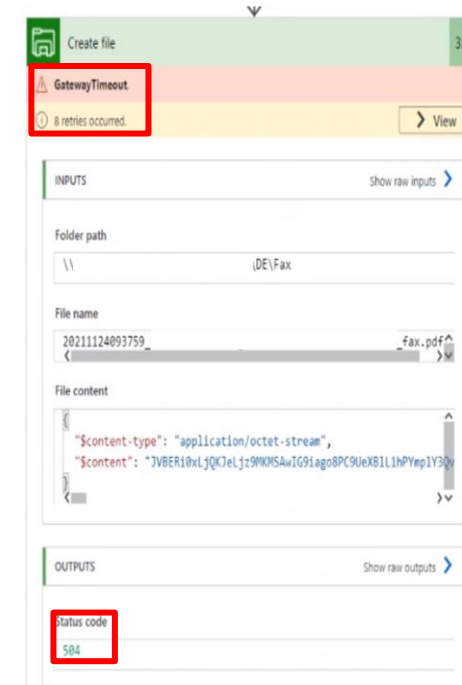 Create file
3
GatewayTimeout.
8 retries occurred.
View
INPUTS
Show raw inputs
Folder path
\\ \DE\Fax
File name
20211124093759_ _fax.pdf
File content
{
"$content-type": "application/octet-stream",
"$content":
}
OUTPUTS
Show raw outputs
Status code
504